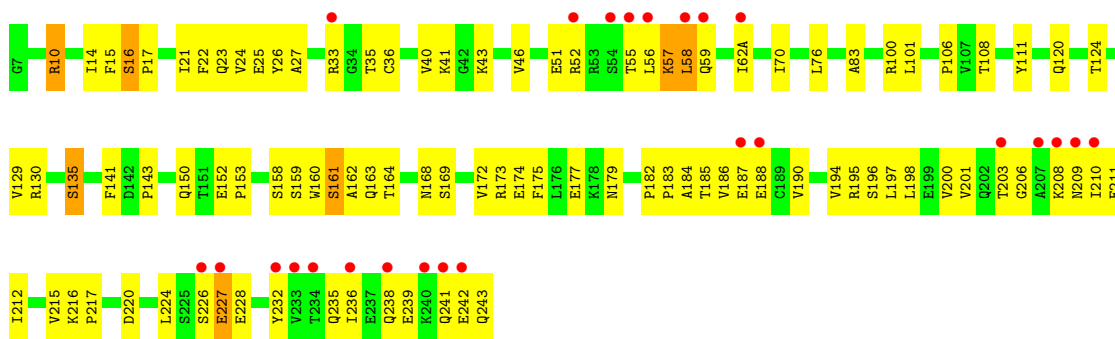 G7 R10 I14 F15 S16 P17 I21 F22 Q23 V24 E25 Y26 A27 R33 G34 T35 C36 V40 K41 G42 K43 V46 E51 R52 R53 S54 T55 L56 K57 L58 Q59 I62A I70 L76 A83 R100 L101 P106 V107 T108 Y111 Q120 T124
V129 R130 S135 F141 D142 P143 Q150 T151 E152 P153 S158 S159 W160 S161 A162 Q163 T164 N168 S169 V172 R173 E174 F175 L176 E177 K178 N179 P182 P183 A184 T185 V186 E187 E188 C189 V190 V194 R195 S196 L197 L198 E199 V200 V201 Q202 T203 G206 A207 K208 N209 I210
I212 V215 K216 P217 D220 L224 S225 S226 E227 E228 Y232 V233 T234 Q235 I236 E237 Q238 E239 K240 Q241 E242 Q243